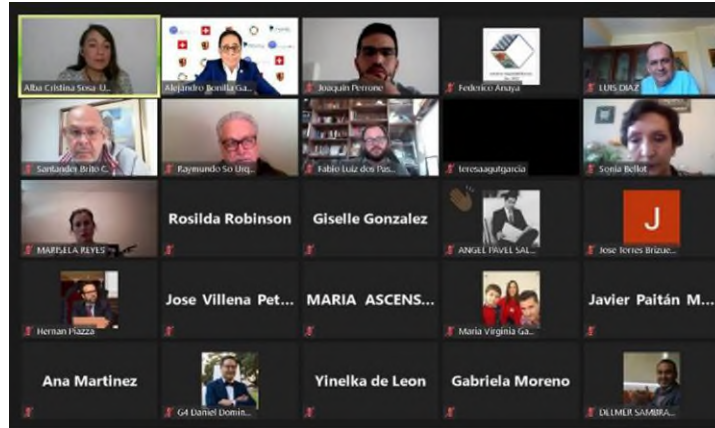 Alba Cristina Sosa U...
Alejandro Bonilla Ga...
Joaquin Perrone
Federico Anaya
LUIS DIAZ
Santander Brito C...
Raymundo So Urq...
Fabio Luiz dos Pas...
teresaagutgarcia
Sonia Bellot
MARISELA REYES
Rosilda Robinson
Giselle Gonzalez
ANGEL PAVEL SAL...
J
Jose Torres Brizue...
Hernan Piazza
Jose Villena Pet...
MARIA ASCENS...
Maria Virginia Ga...
Javier Paitán M...
Ana Martinez
G4 Daniel Domin...
Yinelka de Leon
Gabriela Moreno
DELMER SAMBRA...